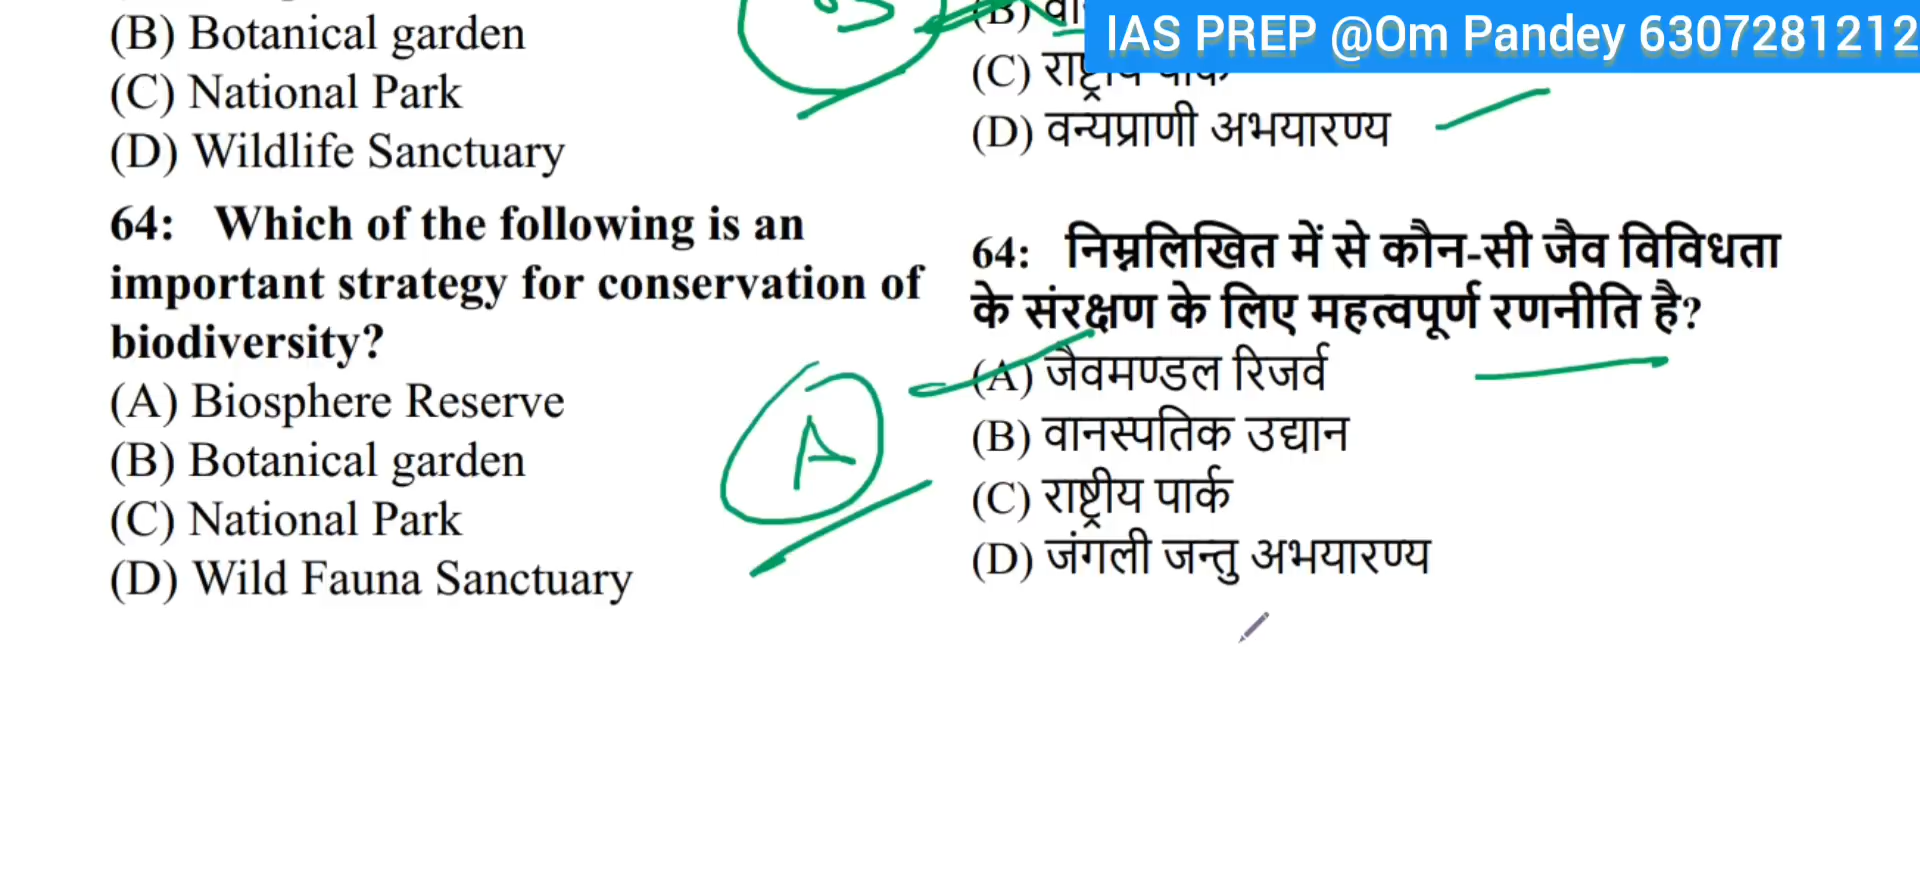 (B) Botanical garden
(C) National Park
(D) Wildlife Sanctuary
64: Which of the following is an
important strategy for conservation of
biodiversity?
(A) Biosphere Reserve
(B) Botanical garden
(C) National Park
(D) Wild Fauna Sanctuary
A
IAS PREP @Om Pandey 6307281212
(B)
(C) राष्ट्रीय पार्क
(D) वन्यप्राणी अभयारण्य
64: निम्नलिखित में से कौन-सी जैव विविधता
के संरक्षण के लिए महत्वपूर्ण रणनीति है?
(A) जैवमण्डल रिजर्व
(B) वानस्पतिक उद्यान
(C) राष्ट्रीय पार्क
(D) जंगली जन्तु अभयारण्य